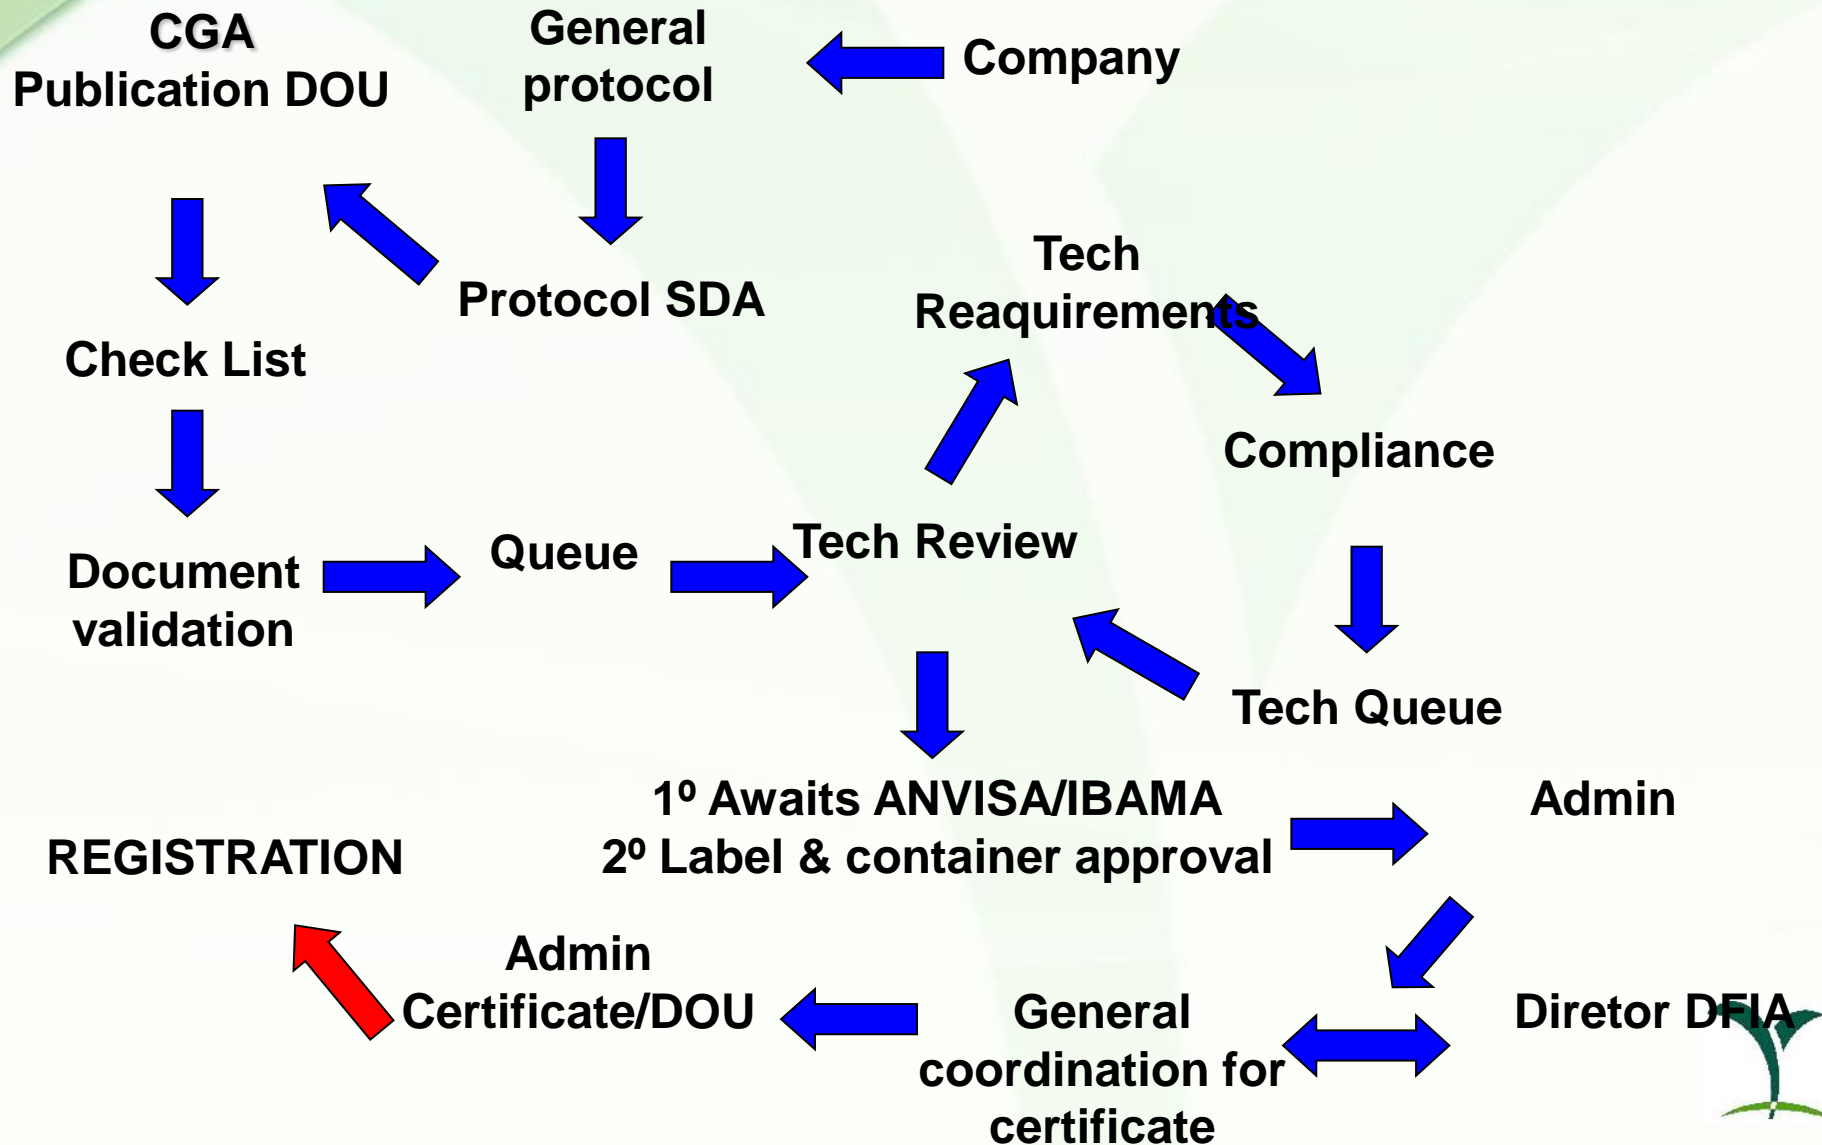 CGA
Publication DOU
General
protocol
Company
Protocol SDA
Tech
Reaquirements
Check List
Compliance
Document
validation
Queue
Tech Review
Tech Queue
1º Awaits ANVISA/IBAMA
2º Label & container approval
Admin
REGISTRATION
Admin
Certificate/DOU
General
coordination for
certificate
Diretor DFIA